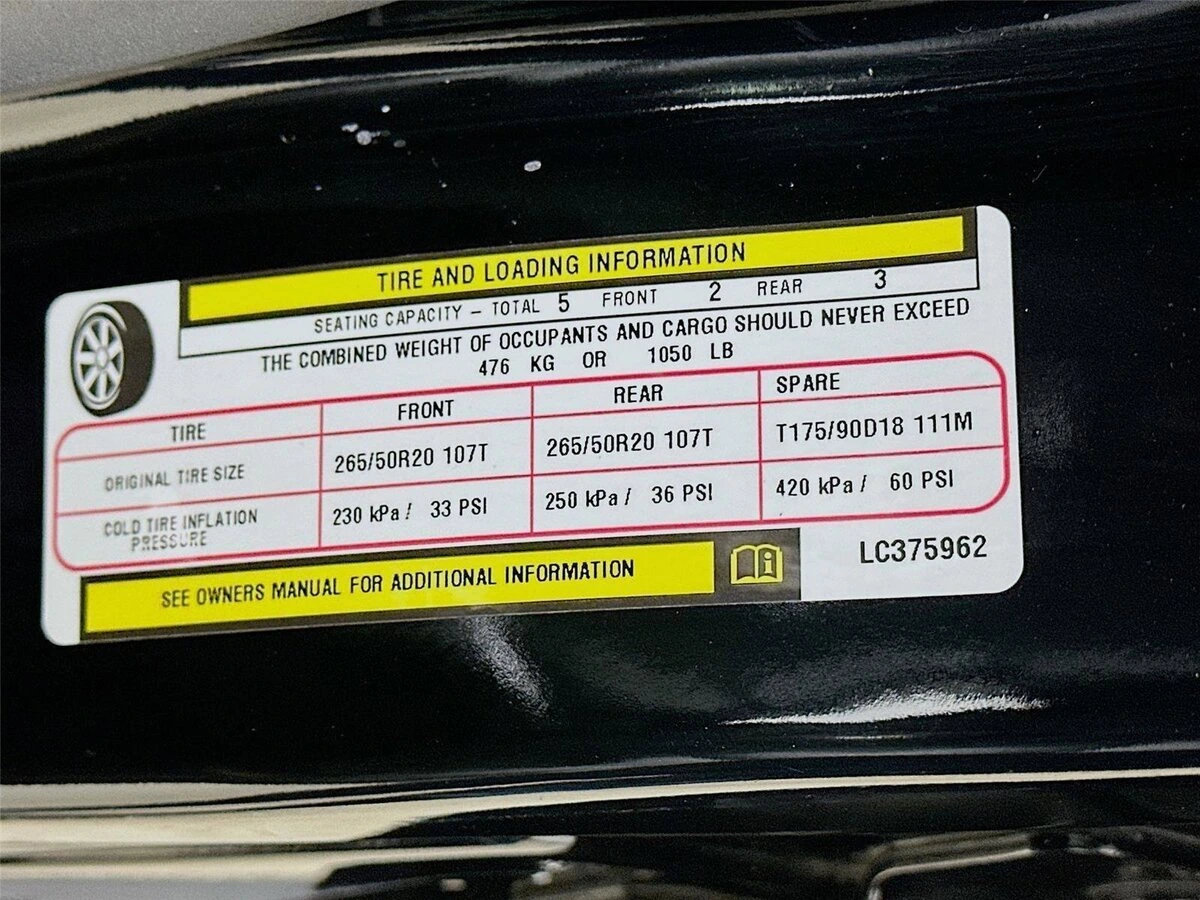 TIRE AND LOADING INFORMATION
SEATING CAPACITY – TOTAL 5 FRONT 2 REAR 3
THE COMBINED WEIGHT OF OCCUPANTS AND CARGO SHOULD NEVER EXCEED
476 KG OR 1050 LB
TIRE FRONT REAR SPARE
ORIGINAL TIRE SIZE 265/50R20 107T 265/50R20 107T T175/90D18 111M
COLD TIRE INFLATION
PRESSURE 230 kPa / 33 PSI 250 kPa / 36 PSI 420 kPa / 60 PSI
SEE OWNERS MANUAL FOR ADDITIONAL INFORMATION
LC375962